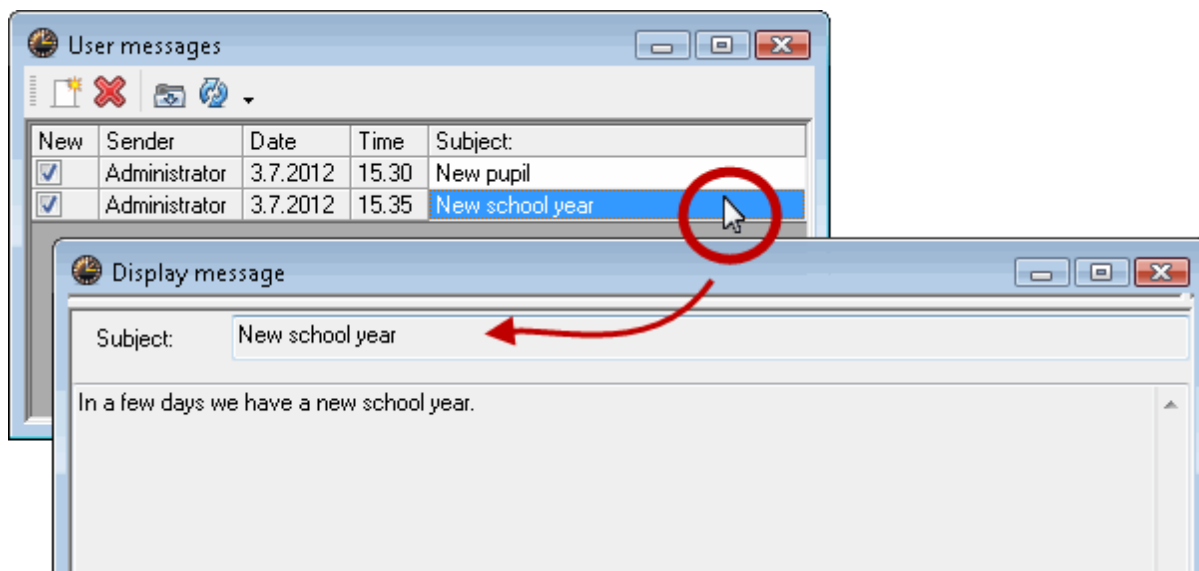 User messages
New Sender Date Time Subject:
Administrator 3.7.2012 15.30 New pupil
Administrator 3.7.2012 15.35 New school year
Display message
Subject: New school year
In a few days we have a new school year.